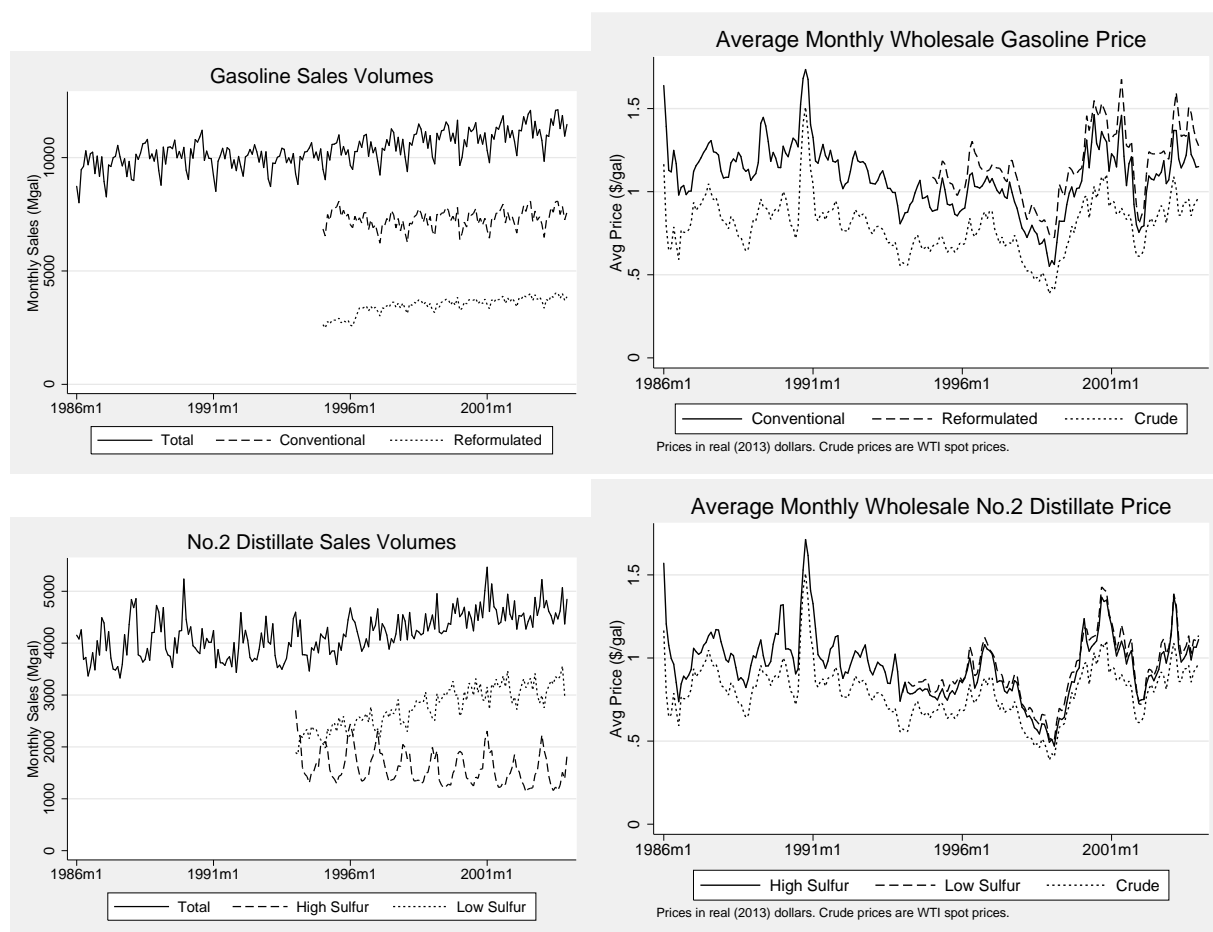 Gasoline Sales Volumes
Monthly Sales (Mgal)
10000
5000
0
1986m1 1991m1 1996m1 2001m1
Total Conventional Reformulated
Average Monthly Wholesale Gasoline Price
Avg Price ($/gal)
1.5
1
.5
0
1986m1 1991m1 1996m1 2001m1
Conventional Reformulated Crude
Prices in real (2013) dollars. Crude prices are WTI spot prices.
No.2 Distillate Sales Volumes
Monthly Sales (Mgal)
5000
4000
3000
2000
1000
0
1986m1 1991m1 1996m1 2001m1
Total High Sulfur Low Sulfur
Average Monthly Wholesale No.2 Distillate Price
Avg Price ($/gal)
1.5
1
.5
0
1986m1 1991m1 1996m1 2001m1
High Sulfur Low Sulfur Crude
Prices in real (2013) dollars. Crude prices are WTI spot prices.